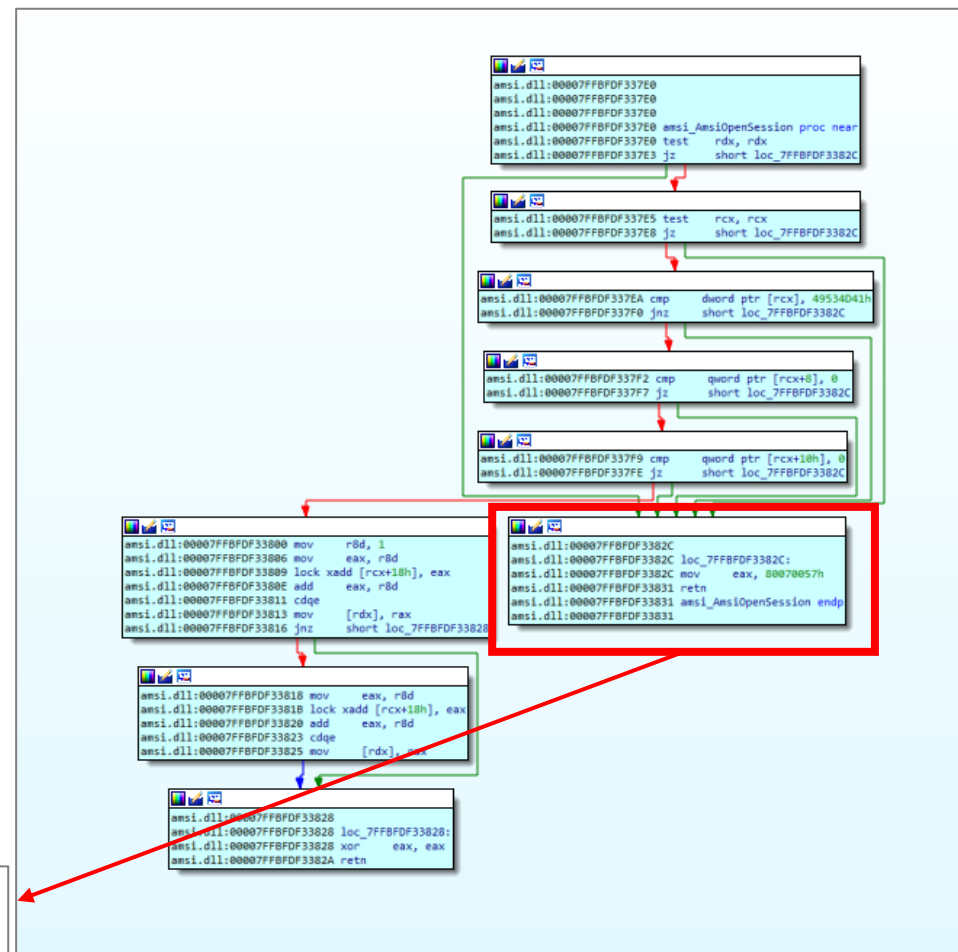 amsi.dll:00007FFBFDF337E0
amsi.dll:00007FFBFDF337E0
amsi.dll:00007FFBFDF337E0
amsi.dll:00007FFBFDF337E0 amsi_AmsiOpenSession proc near
amsi.dll:00007FFBFDF337E0 test rdx, rdx
amsi.dll:00007FFBFDF337E3 jz short loc_7FFBFDF3382C
amsi.dll:00007FFBFDF337E5 test rcx, rcx
amsi.dll:00007FFBFDF337E8 jz short loc_7FFBFDF3382C
amsi.dll:00007FFBFDF337EA cmp dword ptr [rcx], 49534D41h
amsi.dll:00007FFBFDF337F0 jnz short loc_7FFBFDF3382C
amsi.dll:00007FFBFDF337F2 cmp qword ptr [rcx+8], 0
amsi.dll:00007FFBFDF337F7 jz short loc_7FFBFDF3382C
amsi.dll:00007FFBFDF337F9 cmp qword ptr [rcx+10h], 0
amsi.dll:00007FFBFDF337FE jz short loc_7FFBFDF3382C
amsi.dll:00007FFBFDF33800 mov r8d, 1
amsi.dll:00007FFBFDF33806 mov eax, r8d
amsi.dll:00007FFBFDF33809 lock xadd [rcx+18h], eax
amsi.dll:00007FFBFDF3380E add eax, r8d
amsi.dll:00007FFBFDF33811 cdqe
amsi.dll:00007FFBFDF33813 mov [rdx], rax
amsi.dll:00007FFBFDF33816 jnz short loc_7FFBFDF33828
amsi.dll:00007FFBFDF3382C
amsi.dll:00007FFBFDF3382C loc_7FFBFDF3382C:
amsi.dll:00007FFBFDF3382C mov eax, 80070057h
amsi.dll:00007FFBFDF33831 retn
amsi.dll:00007FFBFDF33831 amsi_AmsiOpenSession endp
amsi.dll:00007FFBFDF33831
amsi.dll:00007FFBFDF33818 mov eax, r8d
amsi.dll:00007FFBFDF3381B lock xadd [rcx+18h], eax
amsi.dll:00007FFBFDF33820 add eax, r8d
amsi.dll:00007FFBFDF33823 cdqe
amsi.dll:00007FFBFDF33825 mov [rdx], rax
amsi.dll:00007FFBFDF33828
amsi.dll:00007FFBFDF33828 loc_7FFBFDF33828:
amsi.dll:00007FFBFDF33828 xor eax, eax
amsi.dll:00007FFBFDF3382A retn